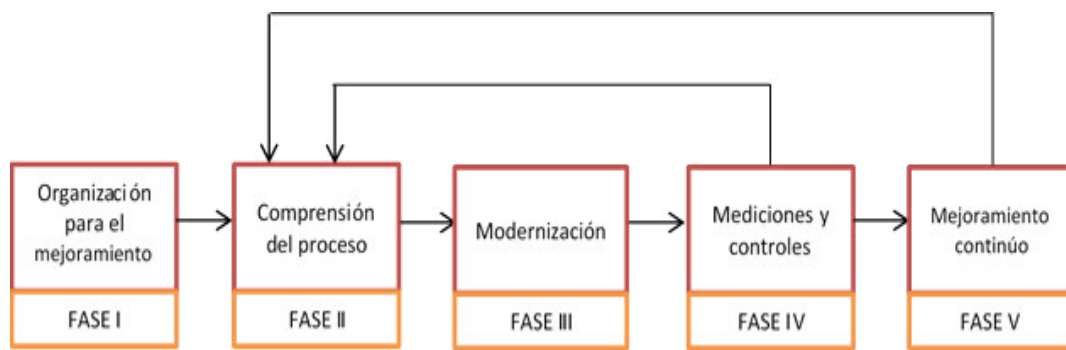 Organización
para el
mejoramiento
FASE I
Comprensión
del proceso
FASE II
Modernización
FASE III
Mediciones y
controles
FASE IV
Mejoramiento
continúo
FASE V